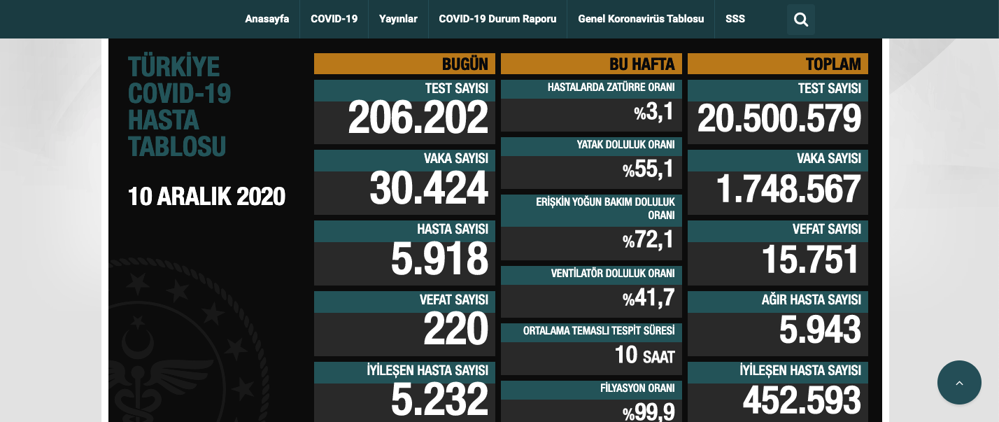 Anasayfa
COVID-19
Yayınlar
COVID-19 Durum Raporu
Genel Koronavirüs Tablosu
SSS
TÜRKİYE
COVID-19
HASTA
TABLOSU
10 ARALIK 2020
BUGÜN
TEST SAYISI
206.202
VAKA SAYISI
30.424
HASTA SAYISI
5.918
VEFAT SAYISI
220
İYİLEŞEN HASTA SAYISI
5.232
BU HAFTA
HASTALARDA ZATÜRRE ORANI
%3,1
YATAK DOLULUK ORANI
%55,1
ERİŞKİN YOĞUN BAKIM DOLULUK
ORANI
%72,1
VENTİLATÖR DOLULUK ORANI
%41,7
ORTALAMA TEMASLI TESPİT SÜRESİ
10 SAAT
FİLYASYON ORANI
%99,9
TOPLAM
TEST SAYISI
20.500.579
VAKA SAYISI
1.748.567
VEFAT SAYISI
15.751
AĞIR HASTA SAYISI
5.943
İYİLEŞEN HASTA SAYISI
452.593